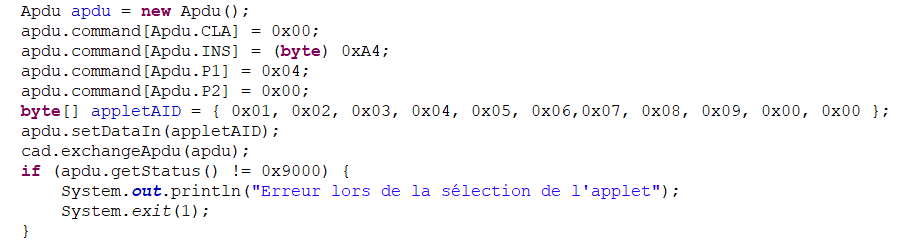 Apdu apdu = new Apdu();
apdu.command[Apdu.CLA] = 0x00;
apdu.command[Apdu.INS] = (byte) 0xA4;
apdu.command[Apdu.P1] = 0x04;
apdu.command[Apdu.P2] = 0x00;
byte[] appletAID = { 0x01, 0x02, 0x03, 0x04, 0x05, 0x06,0x07, 0x08, 0x09, 0x00, 0x00 };
apdu.setDataIn(appletAID);
cad.exchangeApdu(apdu);
if (apdu.getStatus() != 0x9000) {
    System.out.println("Erreur lors de la sélection de l'applet");
    System.exit(1);
}